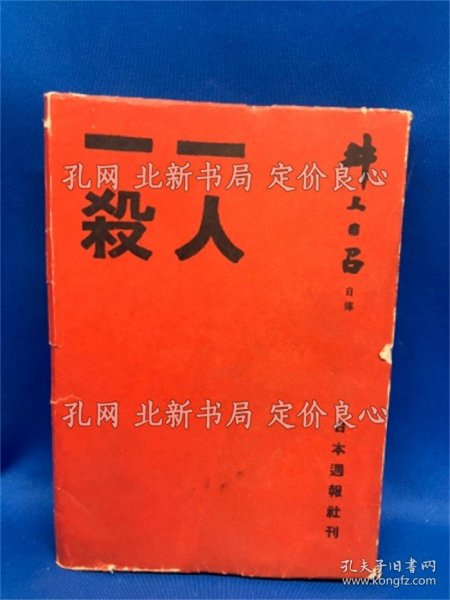 一人
一殺
井上日召
自傳
日本週報社刊
孔网 北新书局 定价良心
孔网 北新书局 定价良心
孔夫子旧书网
www.kongfz.com